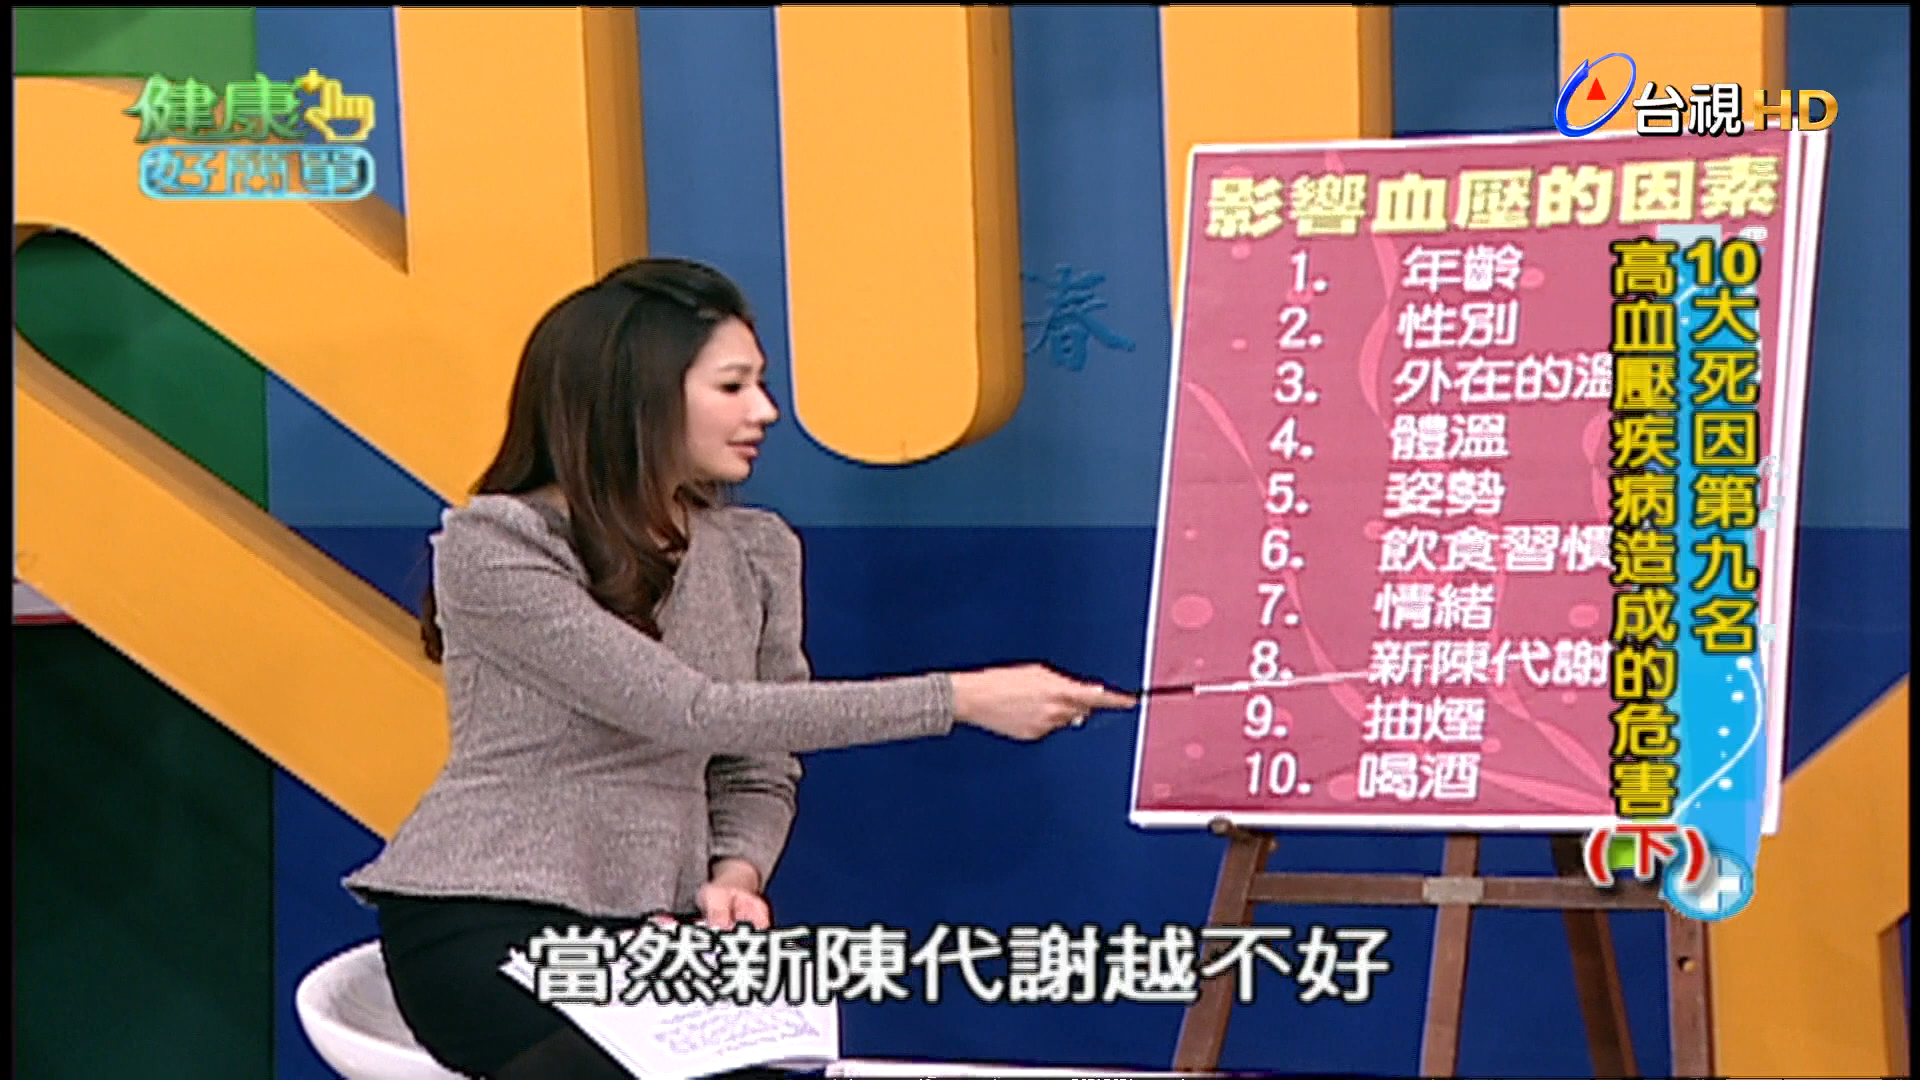 健康
好簡單
台視HD
影響血壓的因素
1. 年齡
2. 性別
3. 外在的溫
4. 體溫
5. 姿勢
6. 飲食習慣
7. 情緒
8. 新陳代謝
9. 抽煙
10. 喝酒
10大死因第九名
高血壓疾病造成的危害
(下)
春
當然新陳代謝越不好